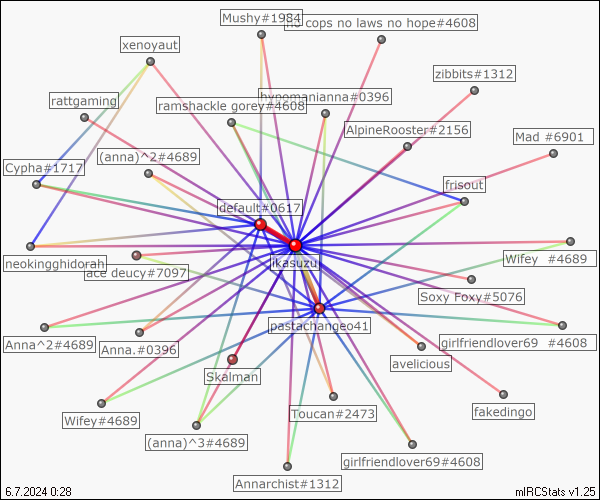 Mushy#1984
no cops no laws no hope#4608
xenoyaut
zibbits#1312
rattgaming
ramshackle gorey#4608
hypomanianna#0396
AlpineRooster#2156
Mad #6901
(anna)^2#4689
Cypha#1717
frisout
default#0617
Wifey #4689
neokingghidorah
ikasuzu
ace deucy#7097
Soxy Foxy#5076
pastachangeo41
Anna^2#4689
Anna.#0396
girlfriendlover69 #4608
avelicious
Skalman
Toucan#2473
fakedingo
Wifey#4689
(anna)^3#4689
girlfriendlover69#4608
Annarchist#1312
6.7.2024 0:28
mIRCStats v1.25